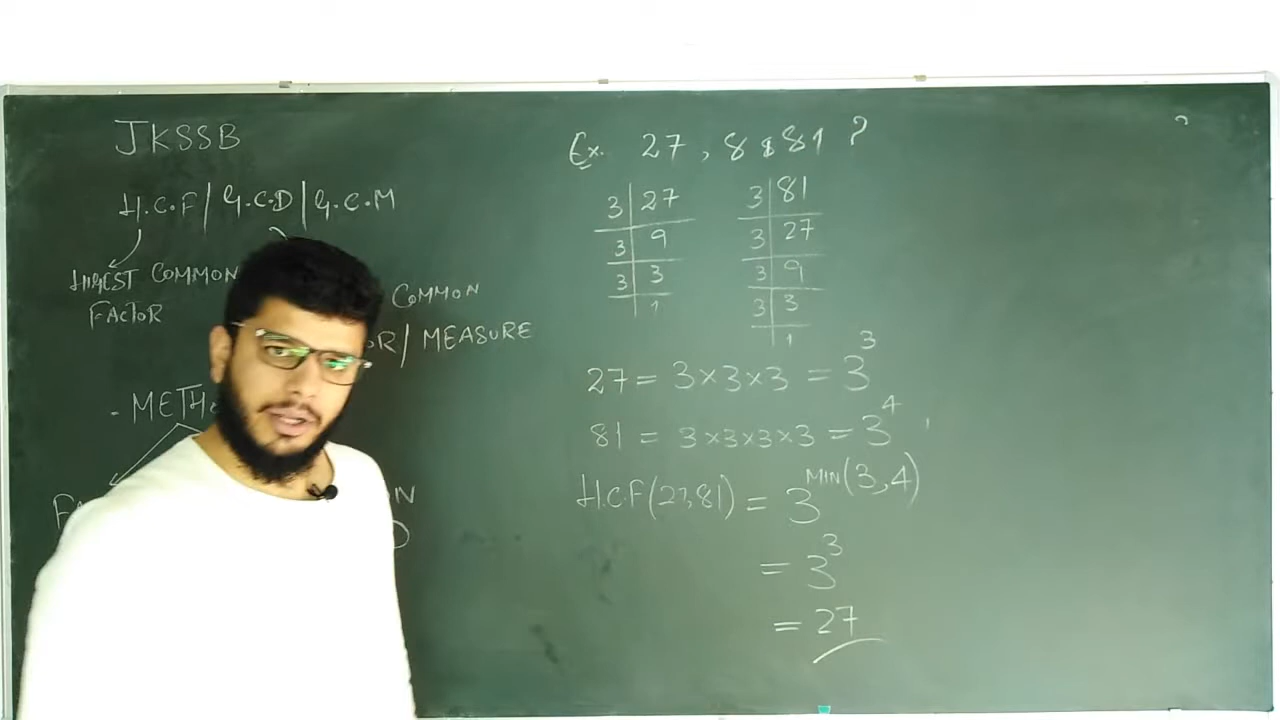 JKSSB
H.C.F / G.C.D / G.C.M
HIGHEST COMMON
FACTOR
COMMON
OR / MEASURE
- METH
ON
Ex. 27, 8 & 81 ?
3 | 27
3 | 9
3 | 3
1
3 | 81
3 | 27
3 | 9
3 | 3
1
27 = 3×3×3 = 3³
81 = 3×3×3×3 = 3⁴
H.C.F (27,81) = 3^MIN(3,4)
= 3³
= 27